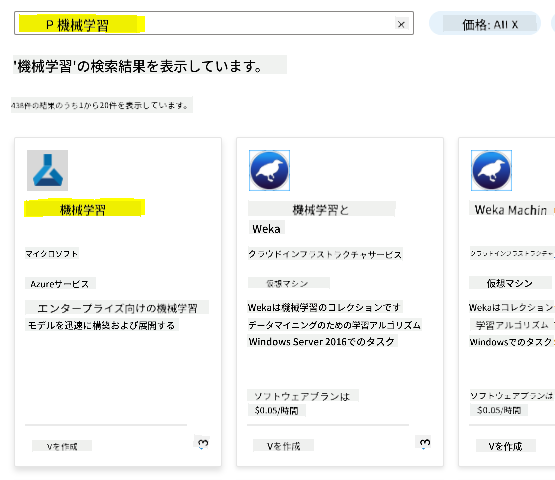 P 機械学習 ×
価格: All X
'機械学習'の検索結果を表示しています。
438件の結果のうち1から20件を表示しています。
機械学習
マイクロソフト
Azureサービス
エンタープライズ向けの機械学習
モデルを迅速に構築および展開する
Vを作成
3
機械学習と
Weka
クラウドインフラストラクチャサービス
仮想マシン
Wekaは機械学習のコレクションです
データマイニングのための学習アルゴリズム
Windows Server 2016でのタスク
ソフトウェアプランは
$0.05/時間
Vを作成
3
Weka Machin
クラウドインフラストラクチャ
仮想マシン
Wekaはコレクション
学習アルゴリズム
Windowsでのタスク
ソフトウェアプランは
$0.05/時間
Vを作成